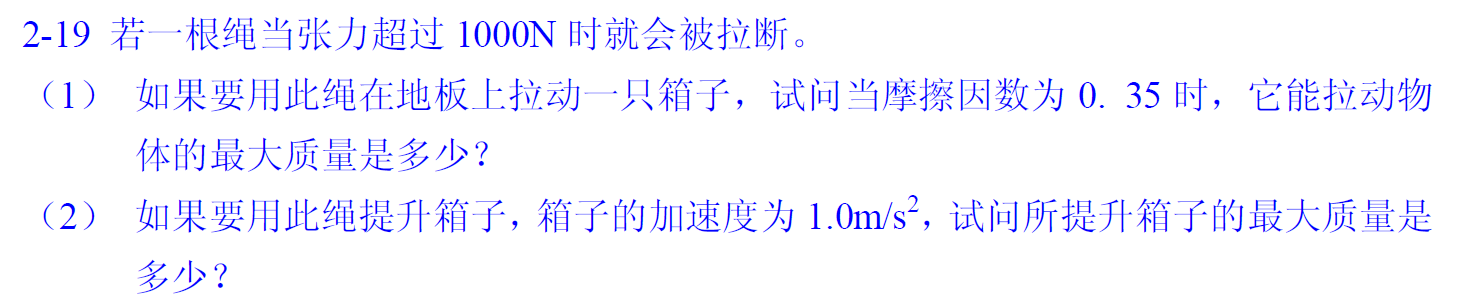 2-19 若一根绳当张力超过 1000N 时就会被拉断。
（1） 如果要用此绳在地板上拉动一只箱子，试问当摩擦因数为 0. 35 时，它能拉动物
体的最大质量是多少？
（2） 如果要用此绳提升箱子，箱子的加速度为 1.0m/s²，试问所提升箱子的最大质量是
多少？